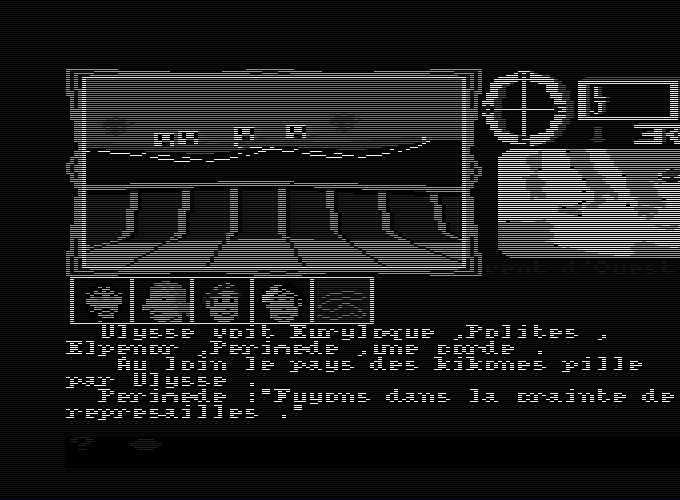 vent d'Ouest
Ulysse voit Euryloque ,Polites ,
Elpenor ,Perimede ,une corde .
Au loin le pays des kikones pille
par Ulysse .
Perimede :"Fuyons dans la crainte de
represailles ."
?